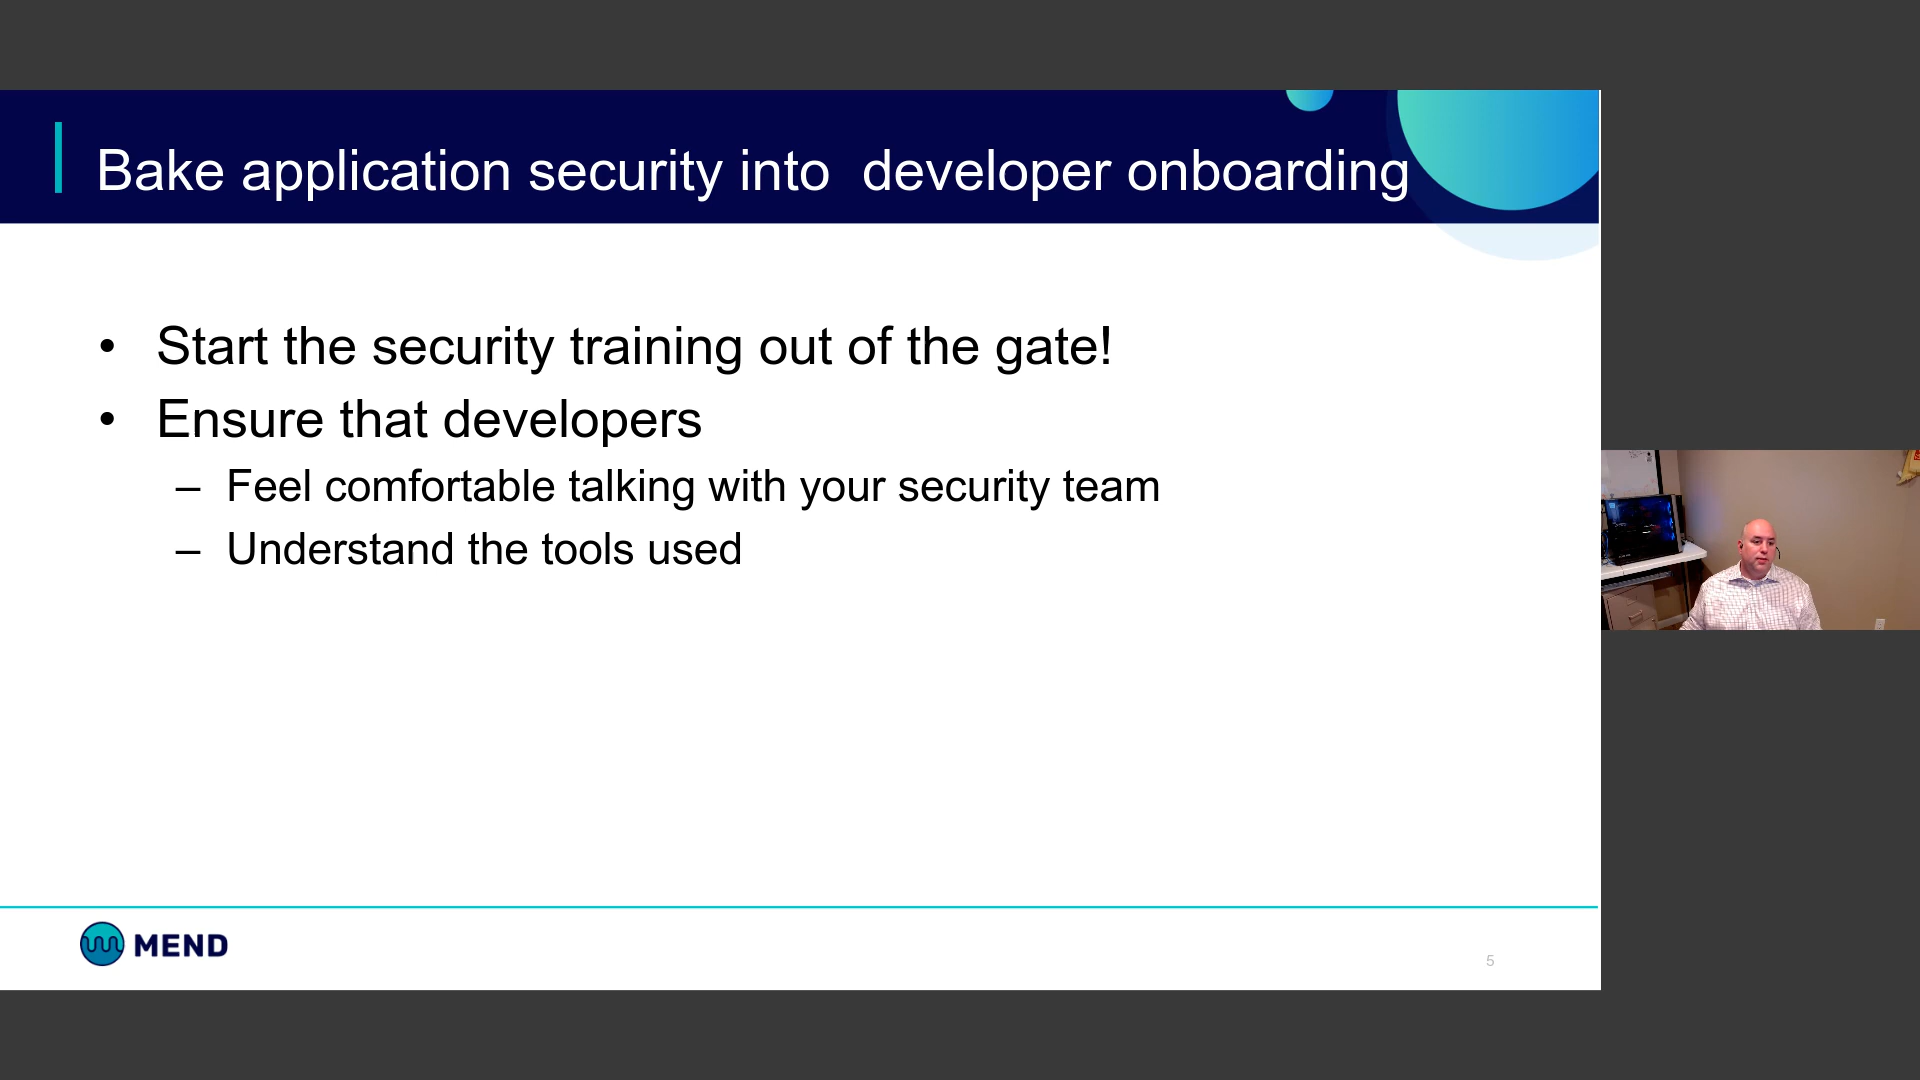 Bake application security into  developer onboarding
• Start the security training out of the gate!
• Ensure that developers
– Feel comfortable talking with your security team
– Understand the tools used
MEND
5